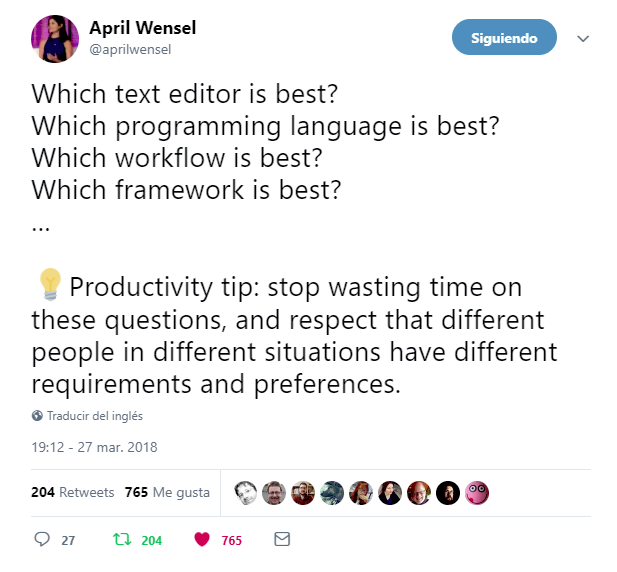 April Wensel
@aprilwensel
Siguiendo
Which text editor is best?
Which programming language is best?
Which workflow is best?
Which framework is best?
...
💡Productivity tip: stop wasting time on
these questions, and respect that different
people in different situations have different
requirements and preferences.
Traducir del inglés
19:12 - 27 mar. 2018
204 Retweets 765 Me gusta
27 204 765